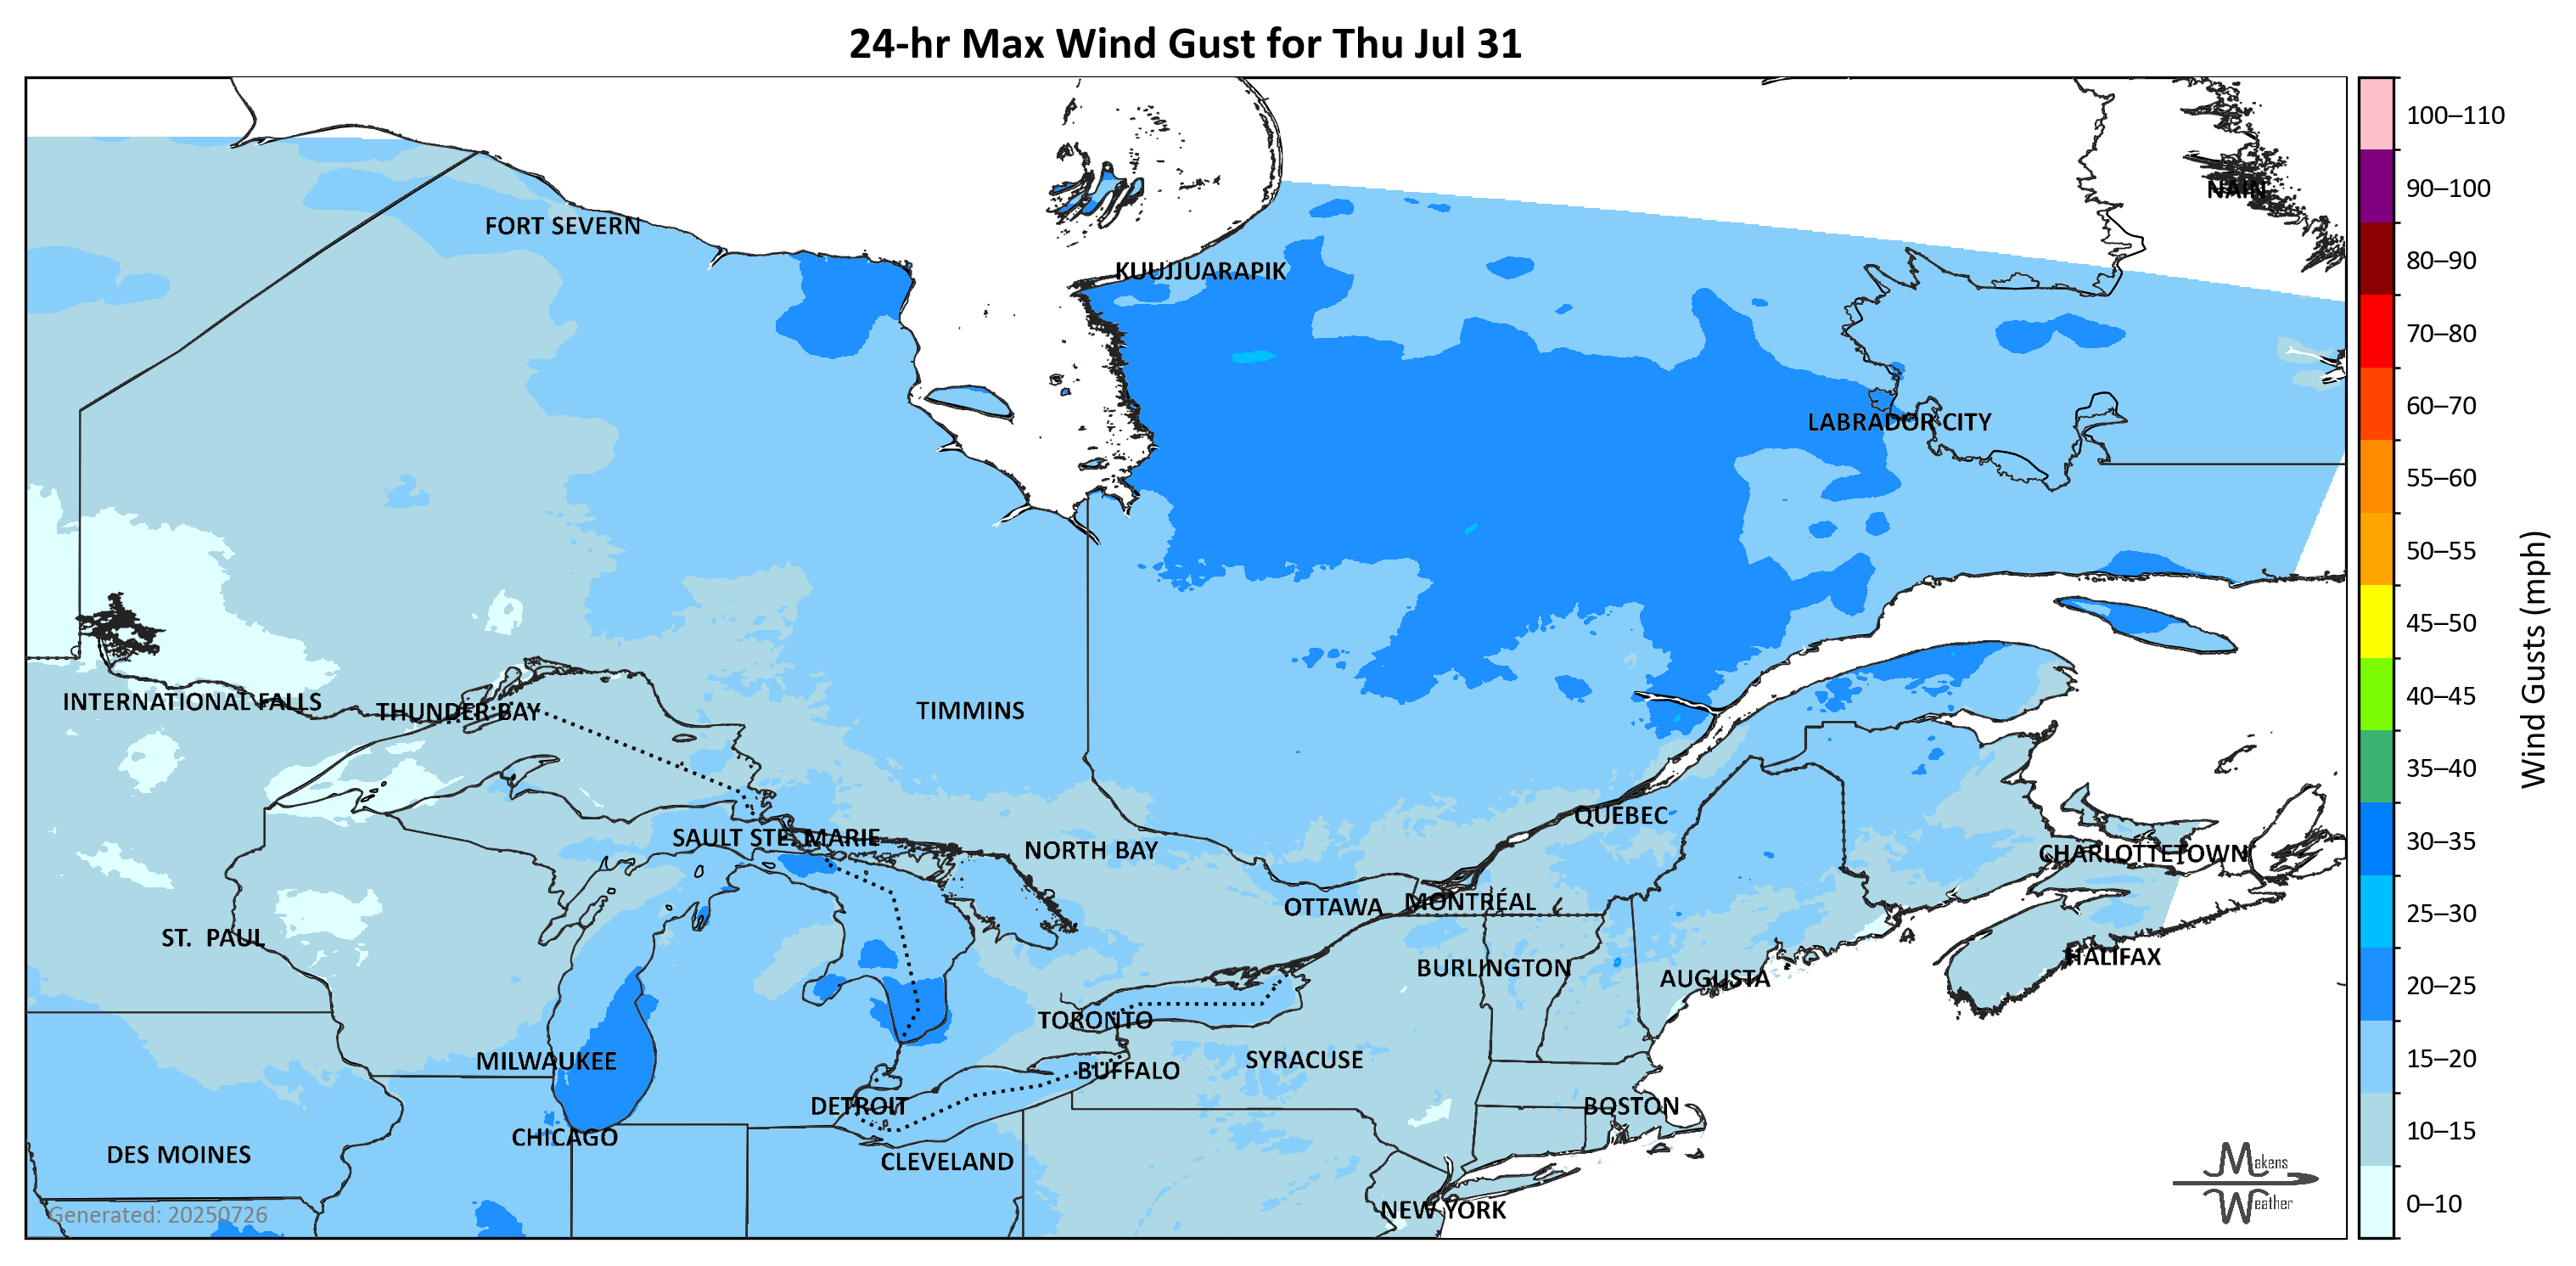 24-hr Max Wind Gust for Thu Jul 31
100–110
90–100
NAIN
FORT SEVERN
80–90
KUUJJUARAPIK
70–80
60–70
LABRADOR CITY
55–60
50–55
45–50
Wind Gusts (mph)
40–45
INTERNATIONAL FALLS
THUNDER BAY
TIMMINS
35–40
QUEBEC
30–35
SAULT STE. MARIE
NORTH BAY
CHARLOTTETOWN
OTTAWA
MONTRÉAL
25–30
ST. PAUL
HALIFAX
BURLINGTON
AUGUSTA
20–25
TORONTO
MILWAUKEE
SYRACUSE
15–20
BUFFALO
DETROIT
BOSTON
CHICAGO
10–15
DES MOINES
CLEVELAND
Makens
Weather
0–10
NEW YORK
Generated: 20250726